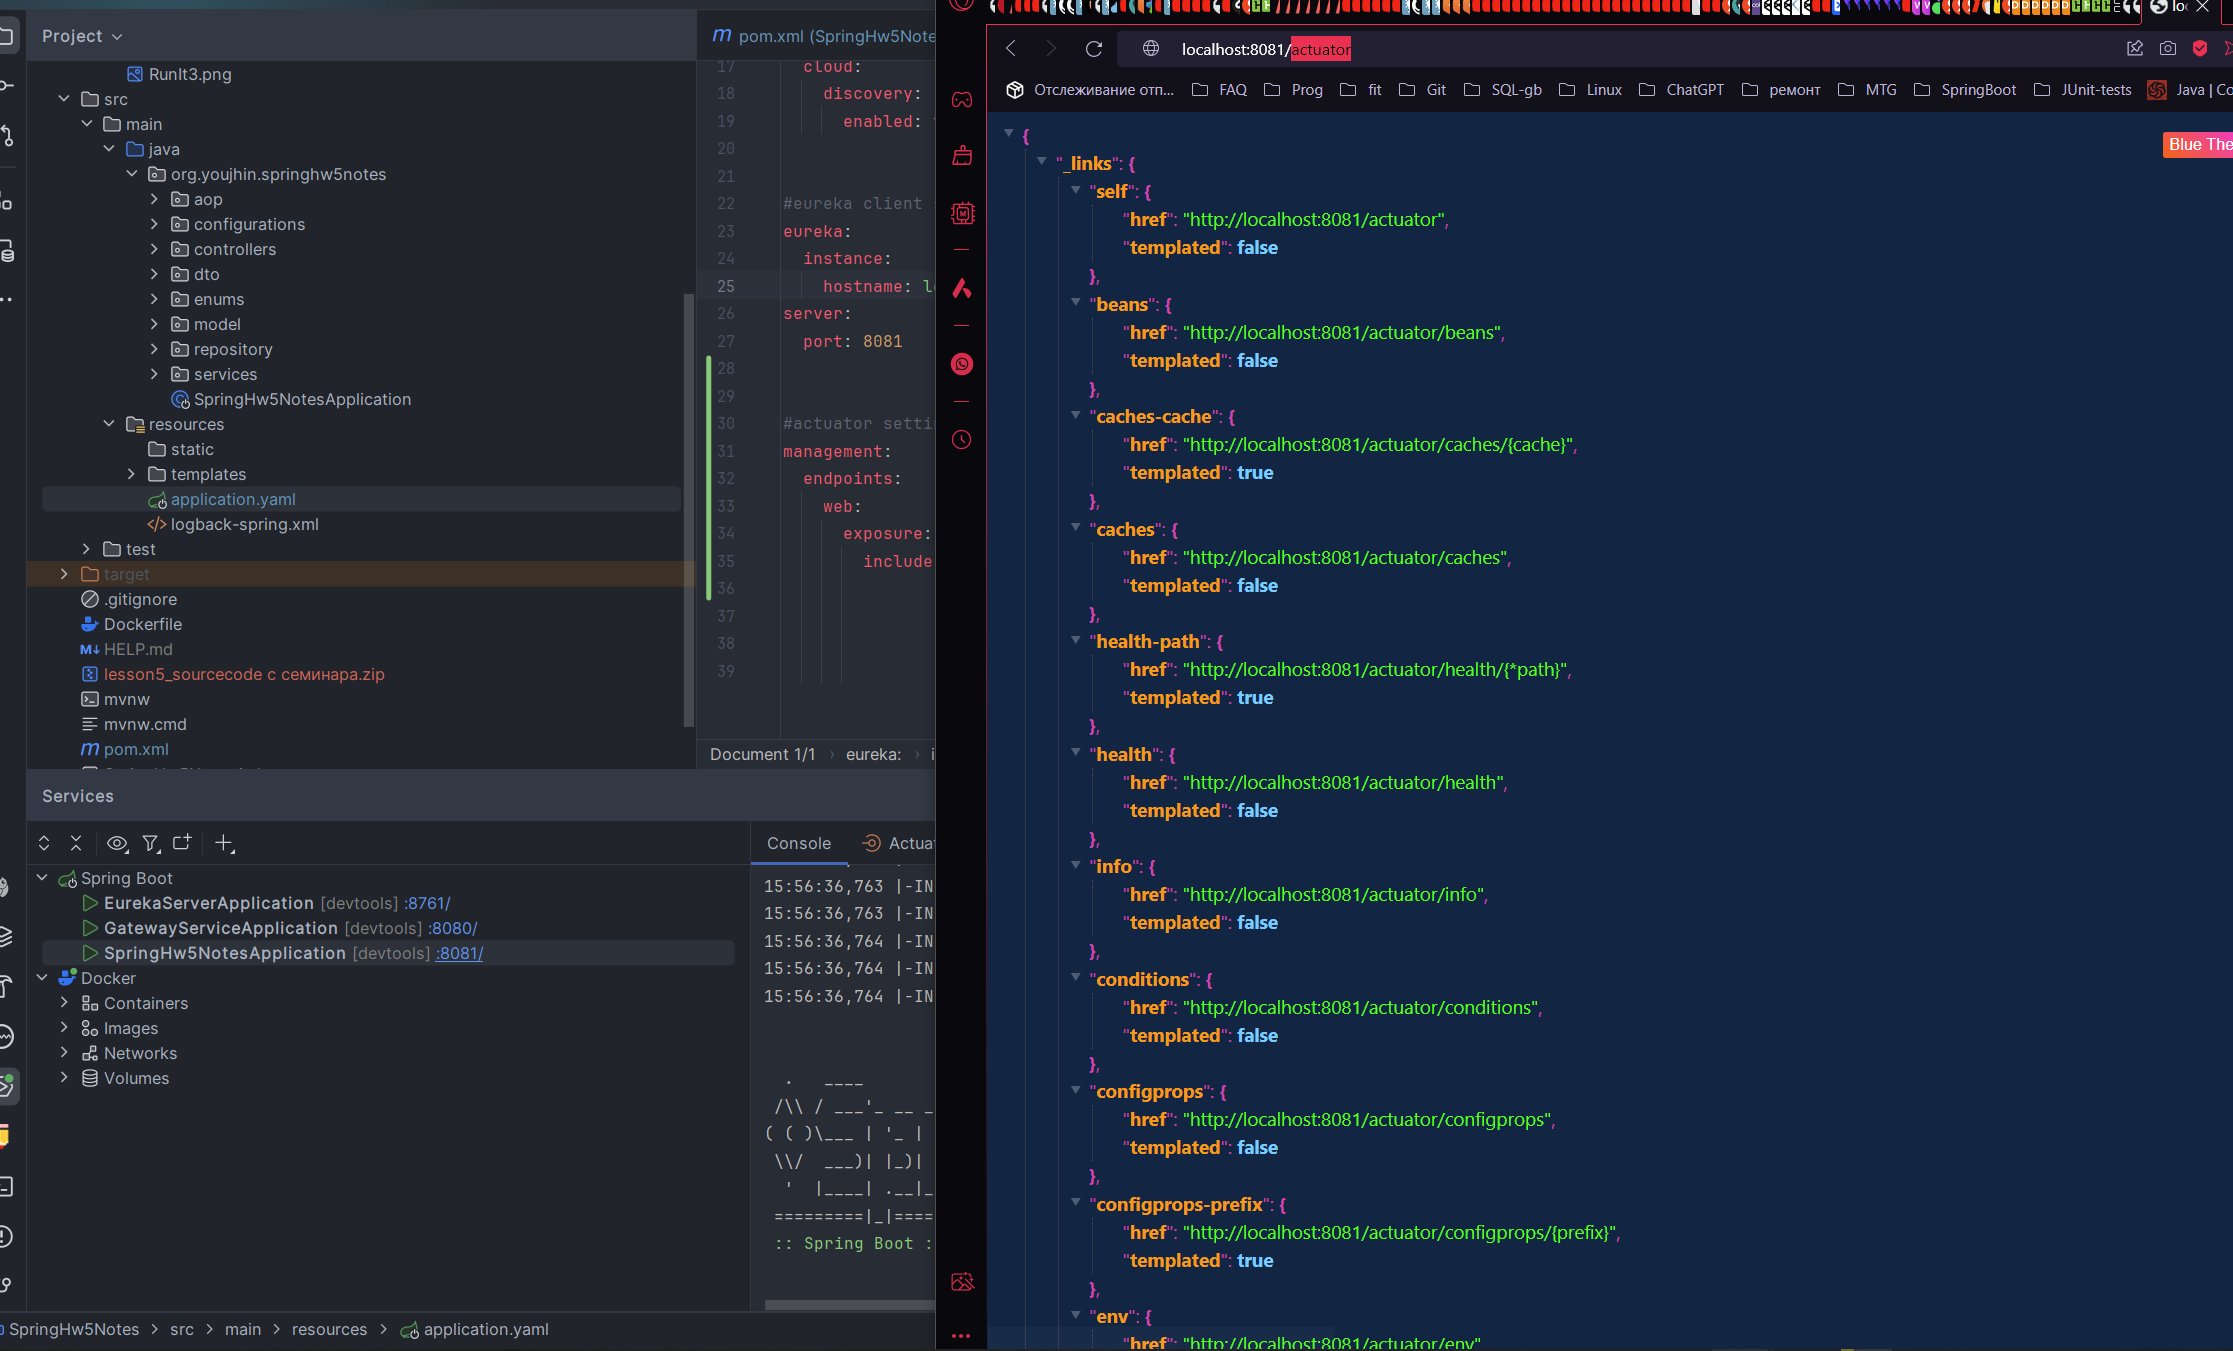 Project
RunIt3.png
src
main
java
org.youjhin.springhw5notes
aop
configurations
controllers
dto
enums
model
repository
services
SpringHw5NotesApplication
resources
static
templates
application.yaml
logback-spring.xml
test
target
.gitignore
Dockerfile
HELP.md
lesson5_sourcecode с семинара.zip
mvnw
mvnw.cmd
pom.xml
pom.xml (SpringHw5Note
17 cloud:
18 discovery:
19 enabled:
20
21
22 #eureka client
23 eureka:
24 instance:
25 hostname:
26 server:
27 port: 8081
28
29
30 #actuator setti
31 management:
32 endpoints:
33 web:
34 exposure:
35 include
36
37
38
39
Document 1/1 › eureka: ›
Services
Spring Boot
EurekaServerApplication [devtools] :8761/
GatewayServiceApplication [devtools] :8080/
SpringHw5NotesApplication [devtools] :8081/
Docker
Containers
Images
Networks
Volumes
Console Actua
15:56:36,763 |-IN
15:56:36,763 |-IN
15:56:36,764 |-IN
15:56:36,764 |-IN
15:56:36,764 |-IN
. ____
/\\ / ___'_ __ _
( ( )\___ | '_ |
\\/ ___)| |_)|
' |____| .__|_
=========|_|====
:: Spring Boot :
SpringHw5Notes > src > main > resources > application.yaml
localhost:8081/actuator
Отслеживание отп... FAQ Prog fit Git SQL-gb Linux ChatGPT ремонт MTG SpringBoot JUnit-tests Java | Co
Blue The
{
"_links": {
"self": {
"href": "http://localhost:8081/actuator",
"templated": false
},
"beans": {
"href": "http://localhost:8081/actuator/beans",
"templated": false
},
"caches-cache": {
"href": "http://localhost:8081/actuator/caches/{cache}",
"templated": true
},
"caches": {
"href": "http://localhost:8081/actuator/caches",
"templated": false
},
"health-path": {
"href": "http://localhost:8081/actuator/health/{*path}",
"templated": true
},
"health": {
"href": "http://localhost:8081/actuator/health",
"templated": false
},
"info": {
"href": "http://localhost:8081/actuator/info",
"templated": false
},
"conditions": {
"href": "http://localhost:8081/actuator/conditions",
"templated": false
},
"configprops": {
"href": "http://localhost:8081/actuator/configprops",
"templated": false
},
"configprops-prefix": {
"href": "http://localhost:8081/actuator/configprops/{prefix}",
"templated": true
},
"env": {
"href": "http://localhost:8081/actuator/env"